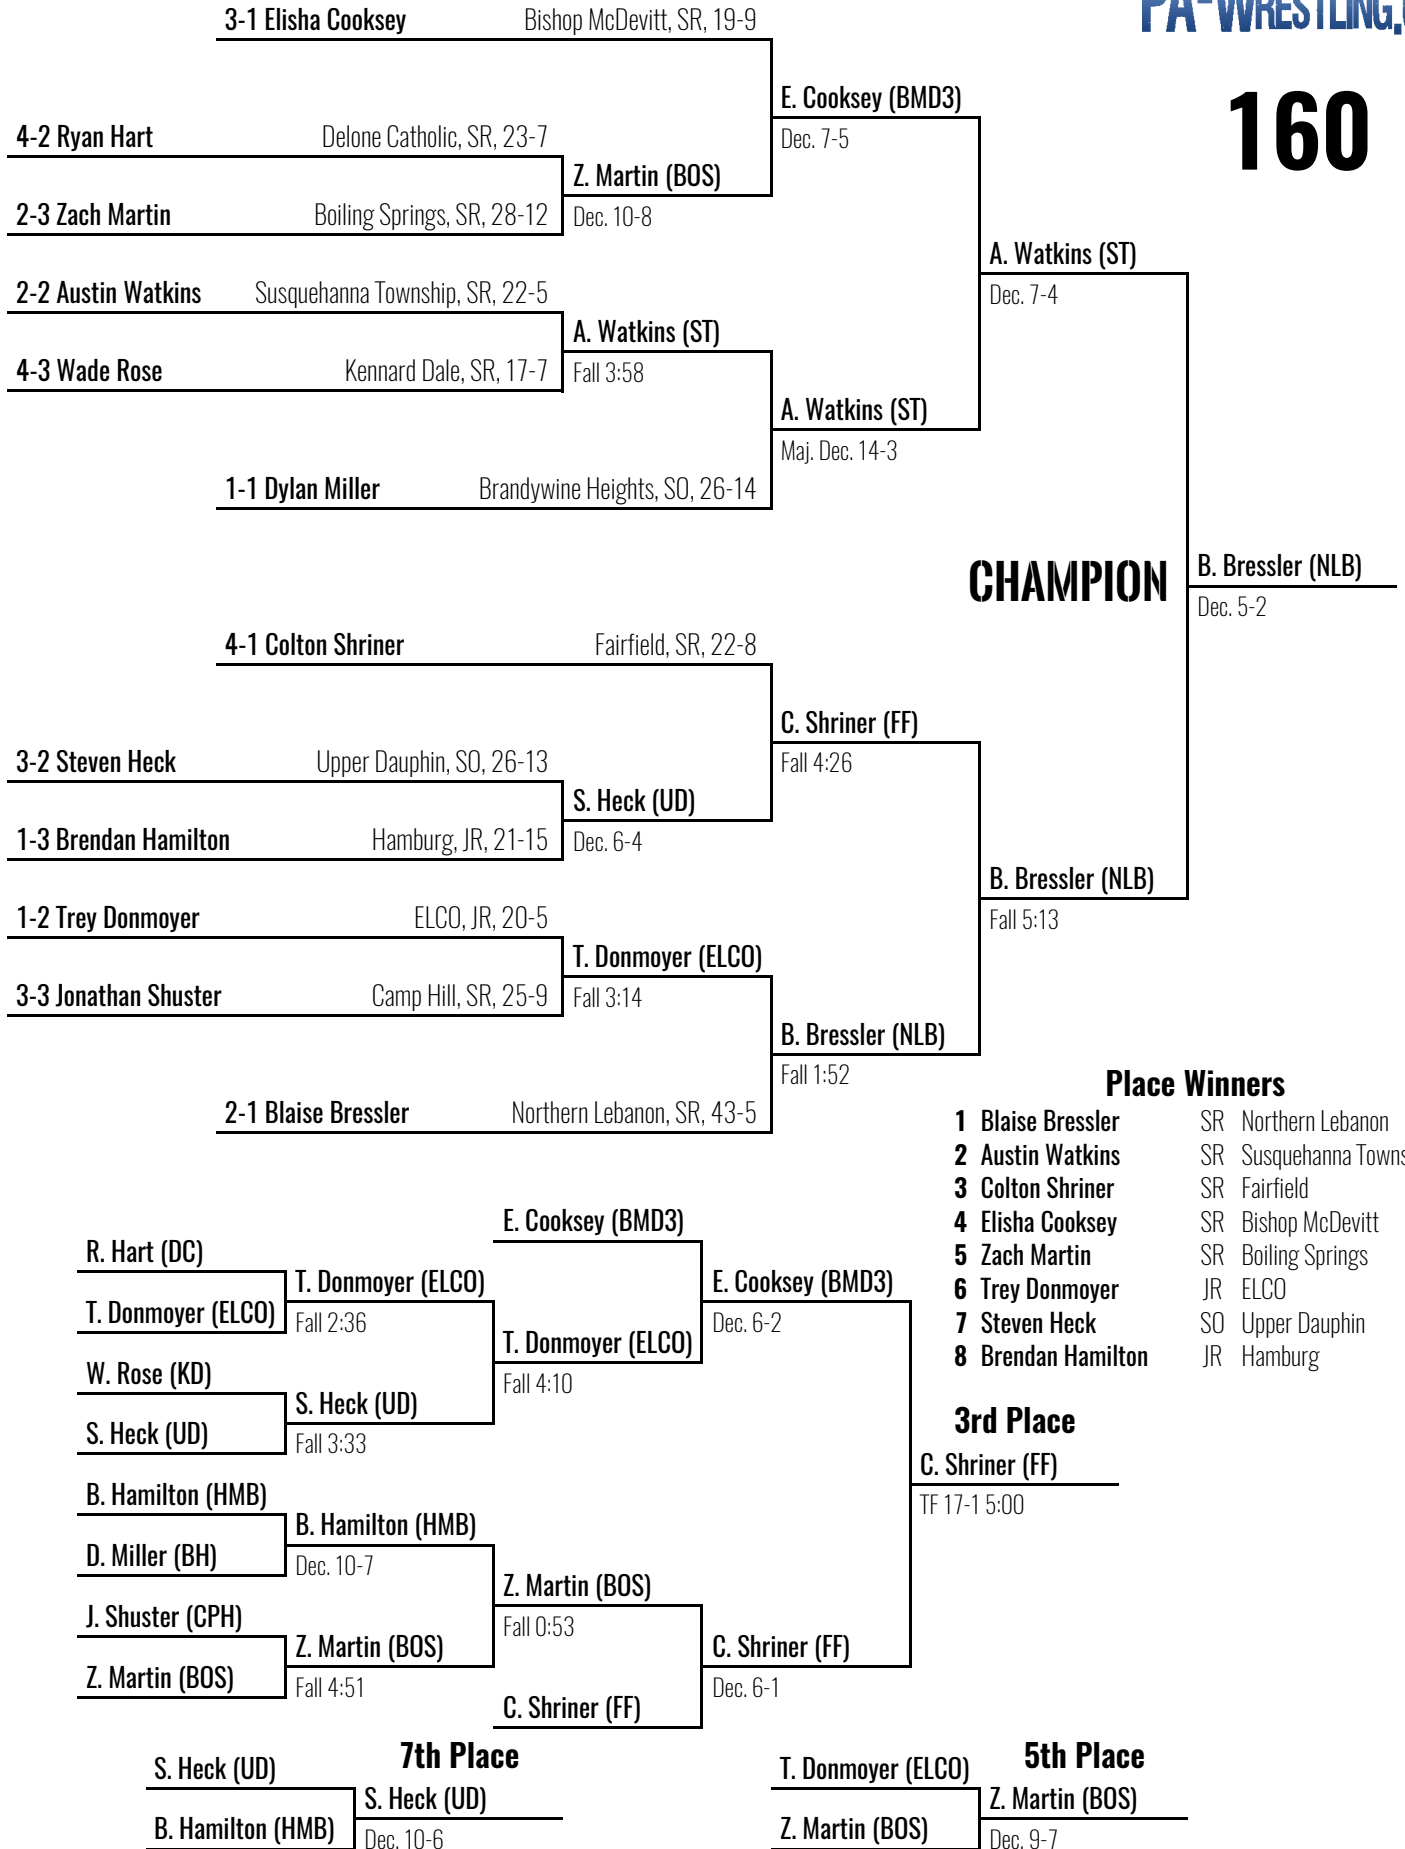 3-1 Elisha Cooksey Bishop McDevitt, SR, 19-9
PA-WRESTLING.
160
E. Cooksey (BMD3)
Dec. 7-5
4-2 Ryan Hart Delone Catholic, SR, 23-7
Z. Martin (BOS)
Dec. 10-8
2-3 Zach Martin Boiling Springs, SR, 28-12
A. Watkins (ST)
Dec. 7-4
2-2 Austin Watkins Susquehanna Township, SR, 22-5
A. Watkins (ST)
Fall 3:58
4-3 Wade Rose Kennard Dale, SR, 17-7
A. Watkins (ST)
Maj. Dec. 14-3
1-1 Dylan Miller Brandywine Heights, SO, 26-14
CHAMPION
B. Bressler (NLB)
Dec. 5-2
4-1 Colton Shriner Fairfield, SR, 22-8
C. Shriner (FF)
Fall 4:26
3-2 Steven Heck Upper Dauphin, SO, 26-13
S. Heck (UD)
Dec. 6-4
1-3 Brendan Hamilton Hamburg, JR, 21-15
B. Bressler (NLB)
Fall 5:13
1-2 Trey Donmoyer ELCO, JR, 20-5
T. Donmoyer (ELCO)
Fall 3:14
3-3 Jonathan Shuster Camp Hill, SR, 25-9
B. Bressler (NLB)
Fall 1:52
2-1 Blaise Bressler Northern Lebanon, SR, 43-5
Place Winners
1 Blaise Bressler SR Northern Lebanon
2 Austin Watkins SR Susquehanna Towns
3 Colton Shriner SR Fairfield
4 Elisha Cooksey SR Bishop McDevitt
5 Zach Martin SR Boiling Springs
6 Trey Donmoyer JR ELCO
7 Steven Heck SO Upper Dauphin
8 Brendan Hamilton JR Hamburg
E. Cooksey (BMD3)
R. Hart (DC)
T. Donmoyer (ELCO)
Fall 2:36
T. Donmoyer (ELCO)
E. Cooksey (BMD3)
Dec. 6-2
T. Donmoyer (ELCO)
Fall 4:10
W. Rose (KD)
S. Heck (UD)
Fall 3:33
S. Heck (UD)
3rd Place
C. Shriner (FF)
TF 17-1 5:00
B. Hamilton (HMB)
B. Hamilton (HMB)
Dec. 10-7
D. Miller (BH)
Z. Martin (BOS)
Fall 0:53
J. Shuster (CPH)
Z. Martin (BOS)
Fall 4:51
Z. Martin (BOS)
C. Shriner (FF)
Dec. 6-1
C. Shriner (FF)
7th Place
S. Heck (UD)
S. Heck (UD)
Dec. 10-6
B. Hamilton (HMB)
5th Place
T. Donmoyer (ELCO)
Z. Martin (BOS)
Dec. 9-7
Z. Martin (BOS)